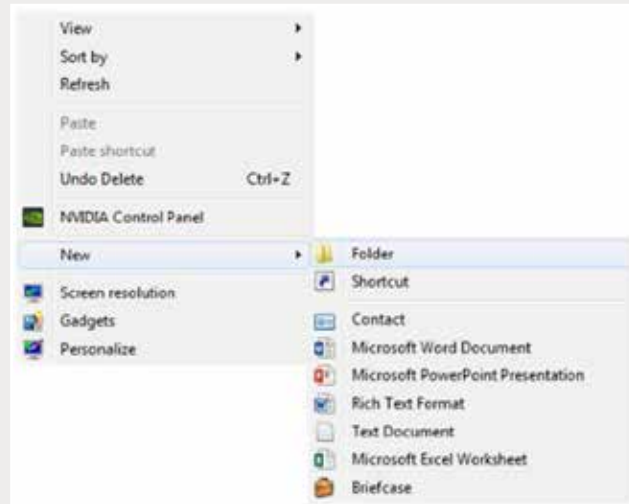 View
Sort by
Refresh
Paste
Paste shortcut
Undo Delete Ctrl+Z
NVIDIA Control Panel
New
Screen resolution
Gadgets
Personalize
Folder
Shortcut
Contact
Microsoft Word Document
Microsoft PowerPoint Presentation
Rich Text Format
Text Document
Microsoft Excel Worksheet
Briefcase